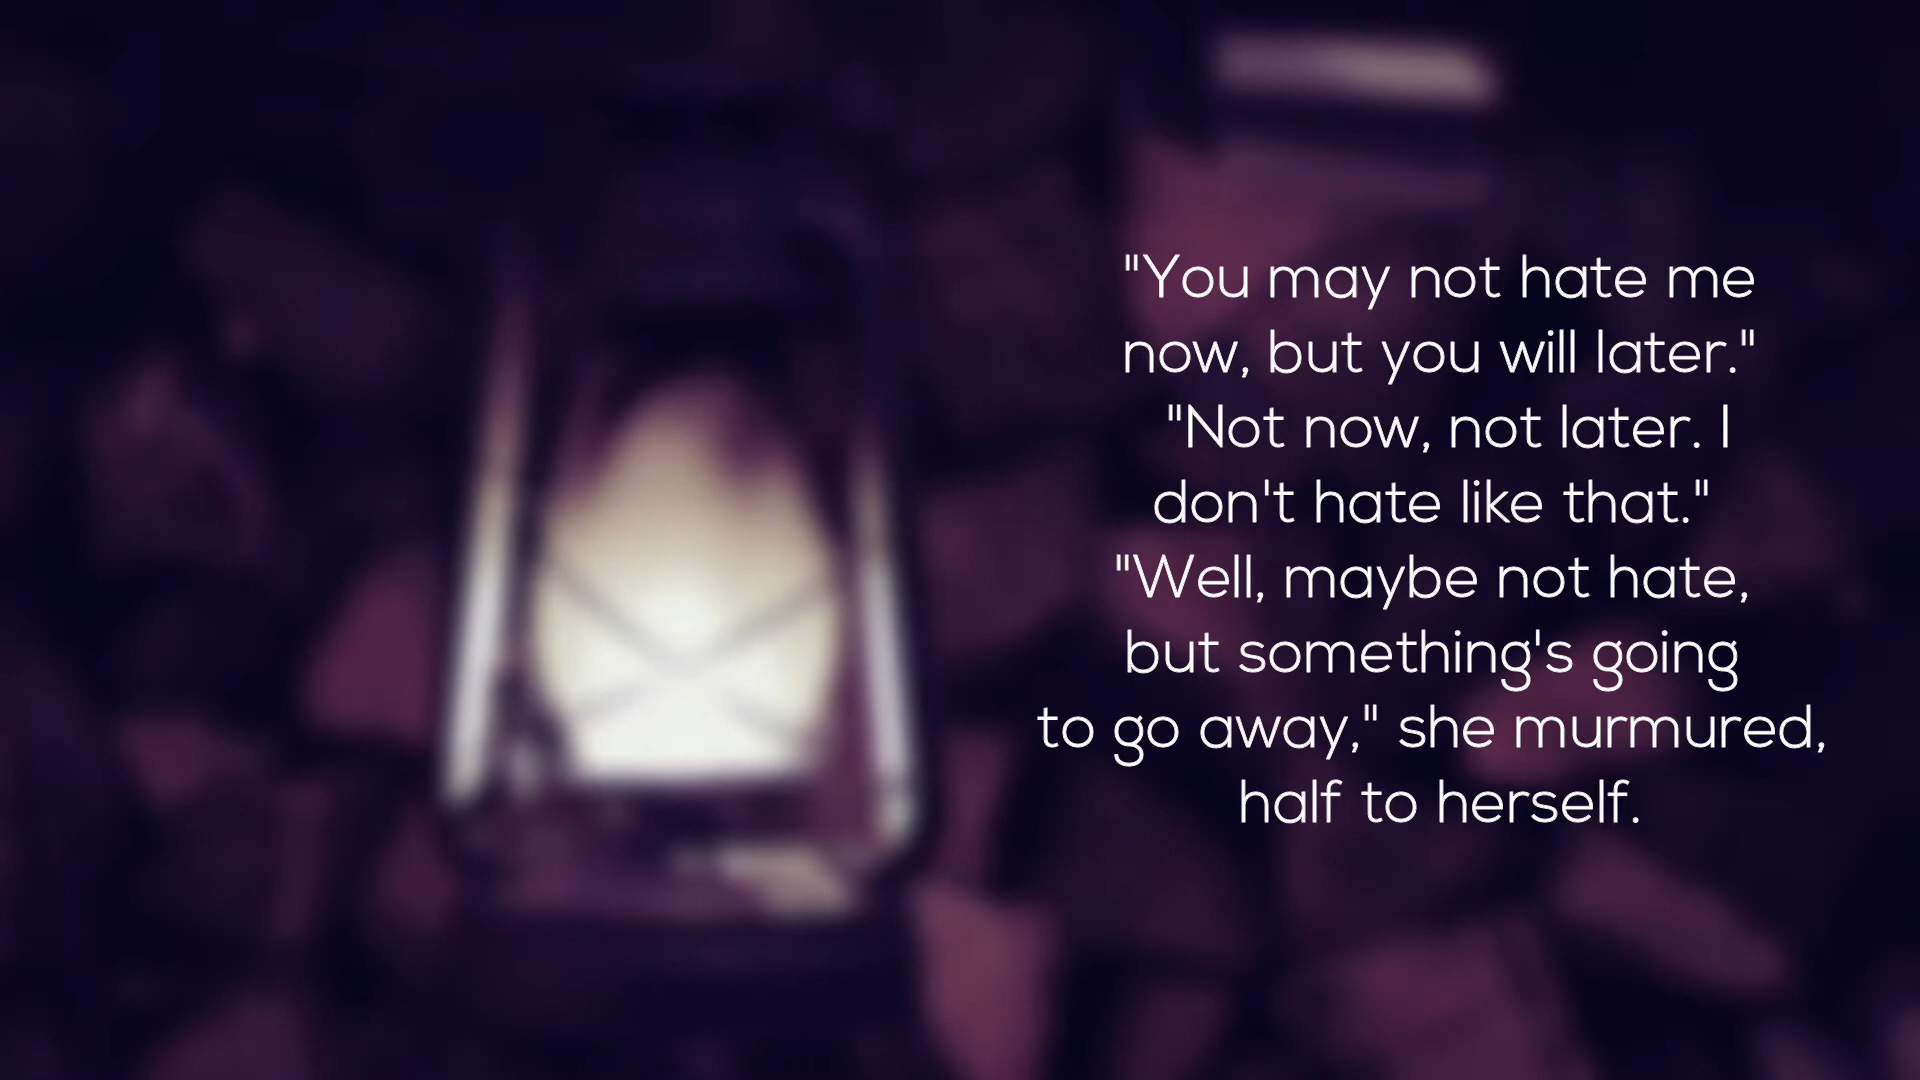 "You may not hate me
now, but you will later."
"Not now, not later. I
don't hate like that."
"Well, maybe not hate,
but something's going
to go away," she murmured,
half to herself.